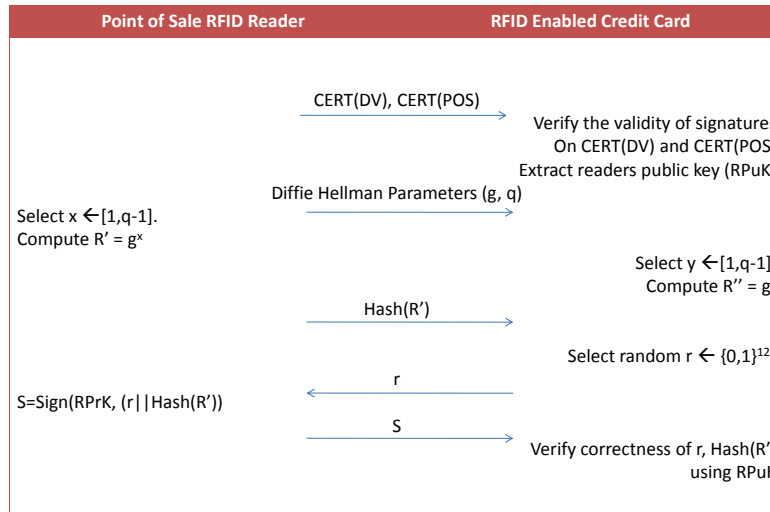 Point of Sale RFID Reader
RFID Enabled Credit Card
CERT(DV), CERT(POS)
Verify the validity of signature
On CERT(DV) and CERT(POS
Extract readers public key (RPuK
Diffie Hellman Parameters (g, q)
Select x ←[1,q-1].
Compute R’ = gˣ
Select y ←[1,q-1]
Compute R’’ = g
Hash(R’)
Select random r ← {0,1}¹²
r
S=Sign(RPrK, (r||Hash(R’))
S
Verify correctness of r, Hash(R’
using RPu